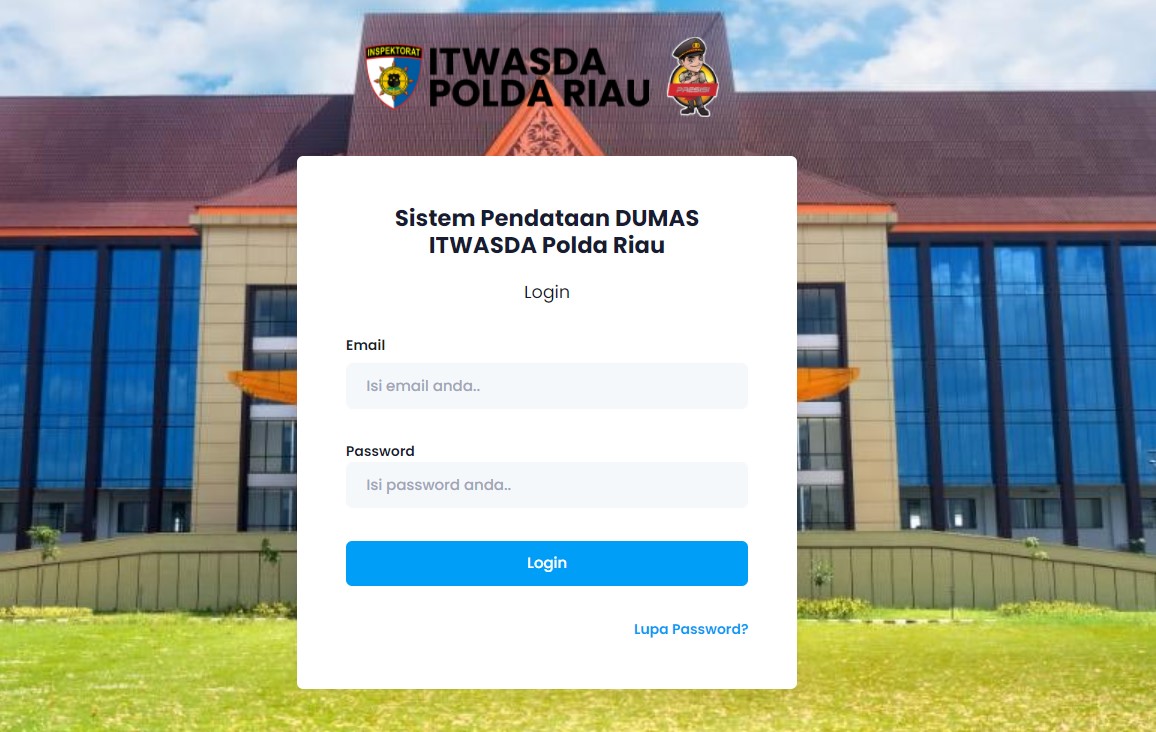 INSPEKTORAT
ITWASDA
POLDA RIAU
Sistem Pendataan DUMAS
ITWASDA Polda Riau
Login
Email
Isi email anda..
Password
Isi password anda..
Login
Lupa Password?